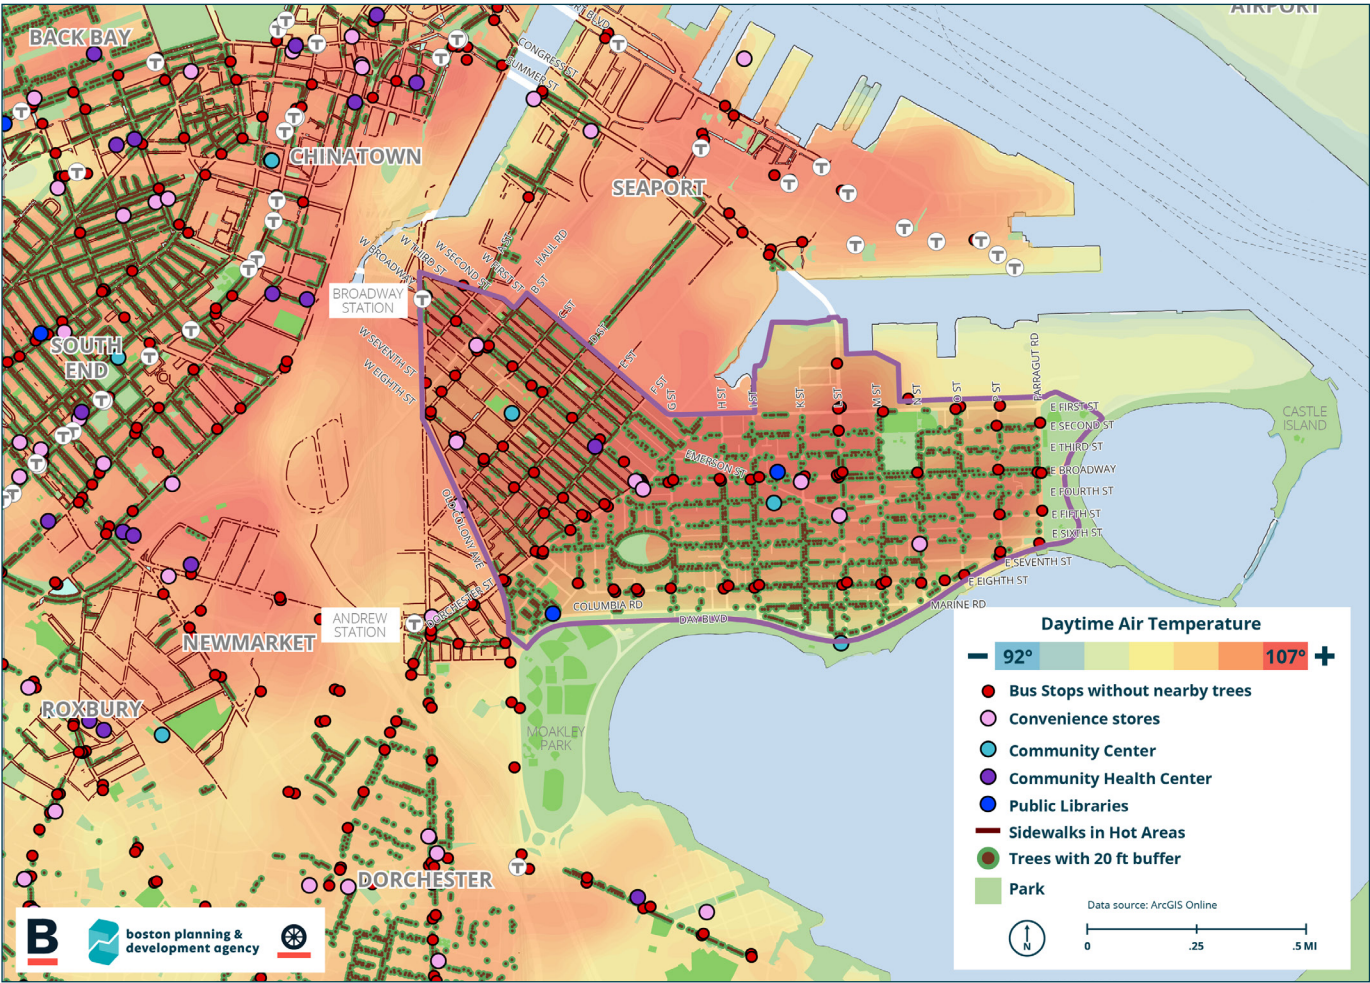 AIRPORT
BACK BAY
CONGRESS ST
SUMMER ST
CHINATOWN
SEAPORT
A ST
HAUL RD
W BROADWAY
W THIRD ST
W SECOND ST
W FIRST ST
B ST
BROADWAY
STATION
C ST
D ST
E ST
F ST
G ST
H ST
I ST
K ST
L ST
M ST
N ST
O ST
P ST
FARRAGUT RD
W SEVENTH ST
W EIGHTH ST
SOUTH
END
E FIRST ST
E SECOND ST
E THIRD ST
E BROADWAY
E FOURTH ST
E FIFTH ST
E SIXTH ST
E SEVENTH ST
E EIGHTH ST
CASTLE
ISLAND
EMERSON ST
OLD COLONY AVE
DORCHESTER ST
COLUMBIA RD
DAY BLVD
MARINE RD
ANDREW
STATION
NEWMARKET
ROXBURY
MOAKLEY
PARK
DORCHESTER
T
Daytime Air Temperature
− 92° 107° +
Bus Stops without nearby trees
Convenience stores
Community Center
Community Health Center
Public Libraries
Sidewalks in Hot Areas
Trees with 20 ft buffer
Park
Data source: ArcGIS Online
N
0 .25 .5 MI
B
boston planning &
development agency